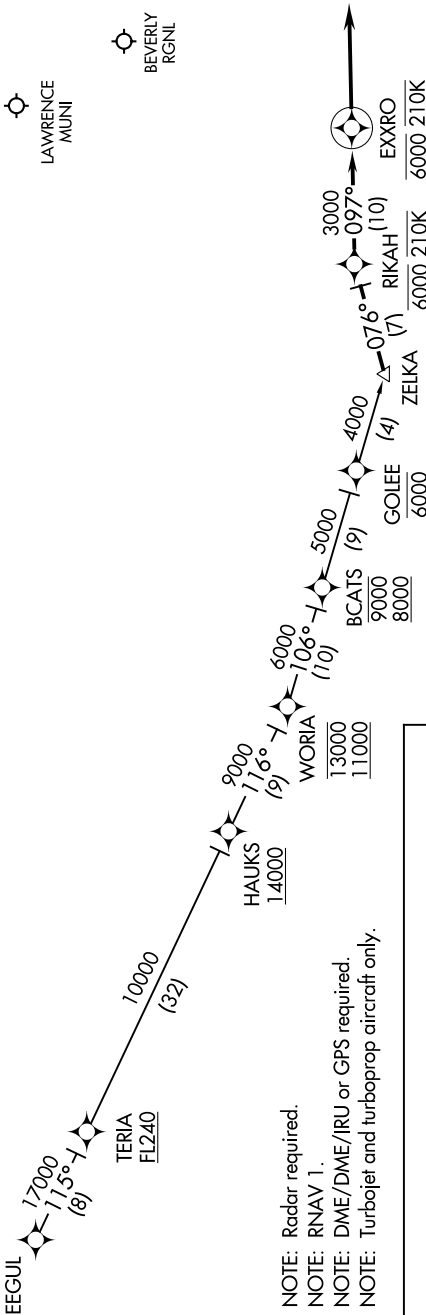 EEGUL
17000
115°
(8)
TERIA
FL240
10000
(32)
HAUKS
14000
9000
116°
(9)
WORIA
13000
11000
6000
106°
(10)
BCATS
9000
8000
5000
(9)
GOLEE
6000
4000
(4)
ZELKA
076°
(7)
RIKAH
6000 210K
3000
097°
(10)
EXXRO
6000 210K
LAWRENCE
MUNI
BEVERLY
RGNL
NOTE: Radar required.
NOTE: RNAV 1.
NOTE: DME/DME/IRU or GPS required.
NOTE: Turbojet and turboprop aircraft only.